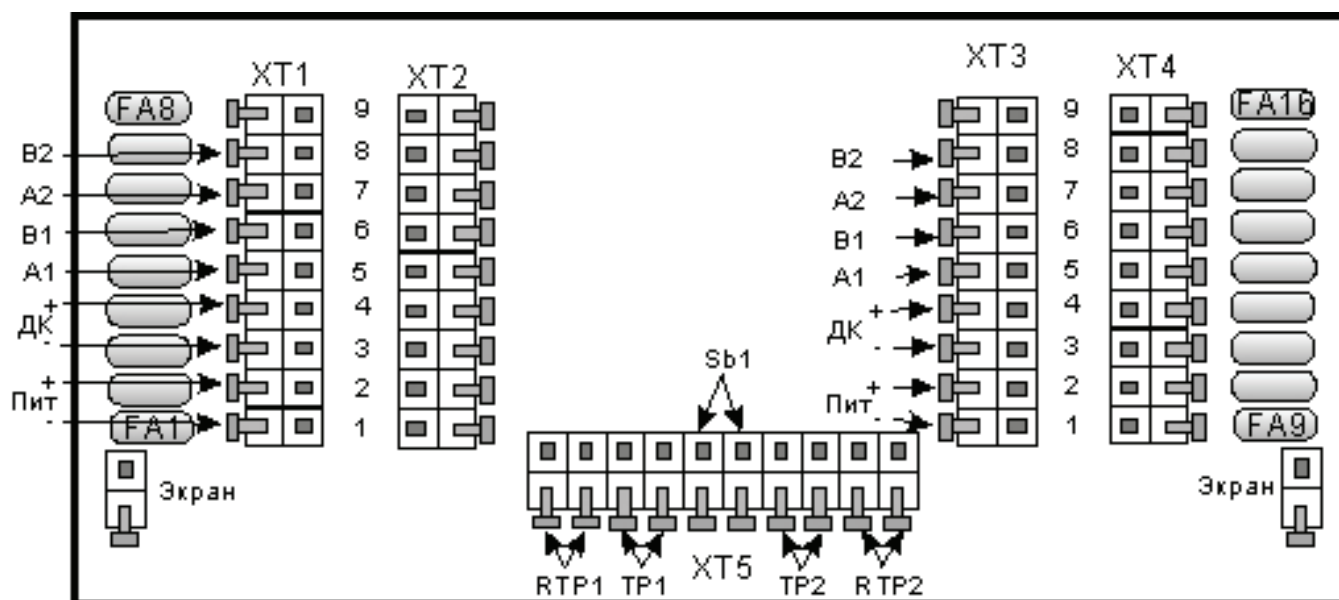 XT1 XT2 XT3 XT4
FA8 9 9 FA16
B2 8 B2 8
A2 7 A2 7
B1 6 B1 6
A1 5 A1 5
+ 4 + 4
ДК ДК
- 3 - 3
Sb1
+ 2 + 2
Пит Пит
- FA1 1 - 1 FA9
Экран Экран
XT5
RTP1 TP1 TP2 R TP2